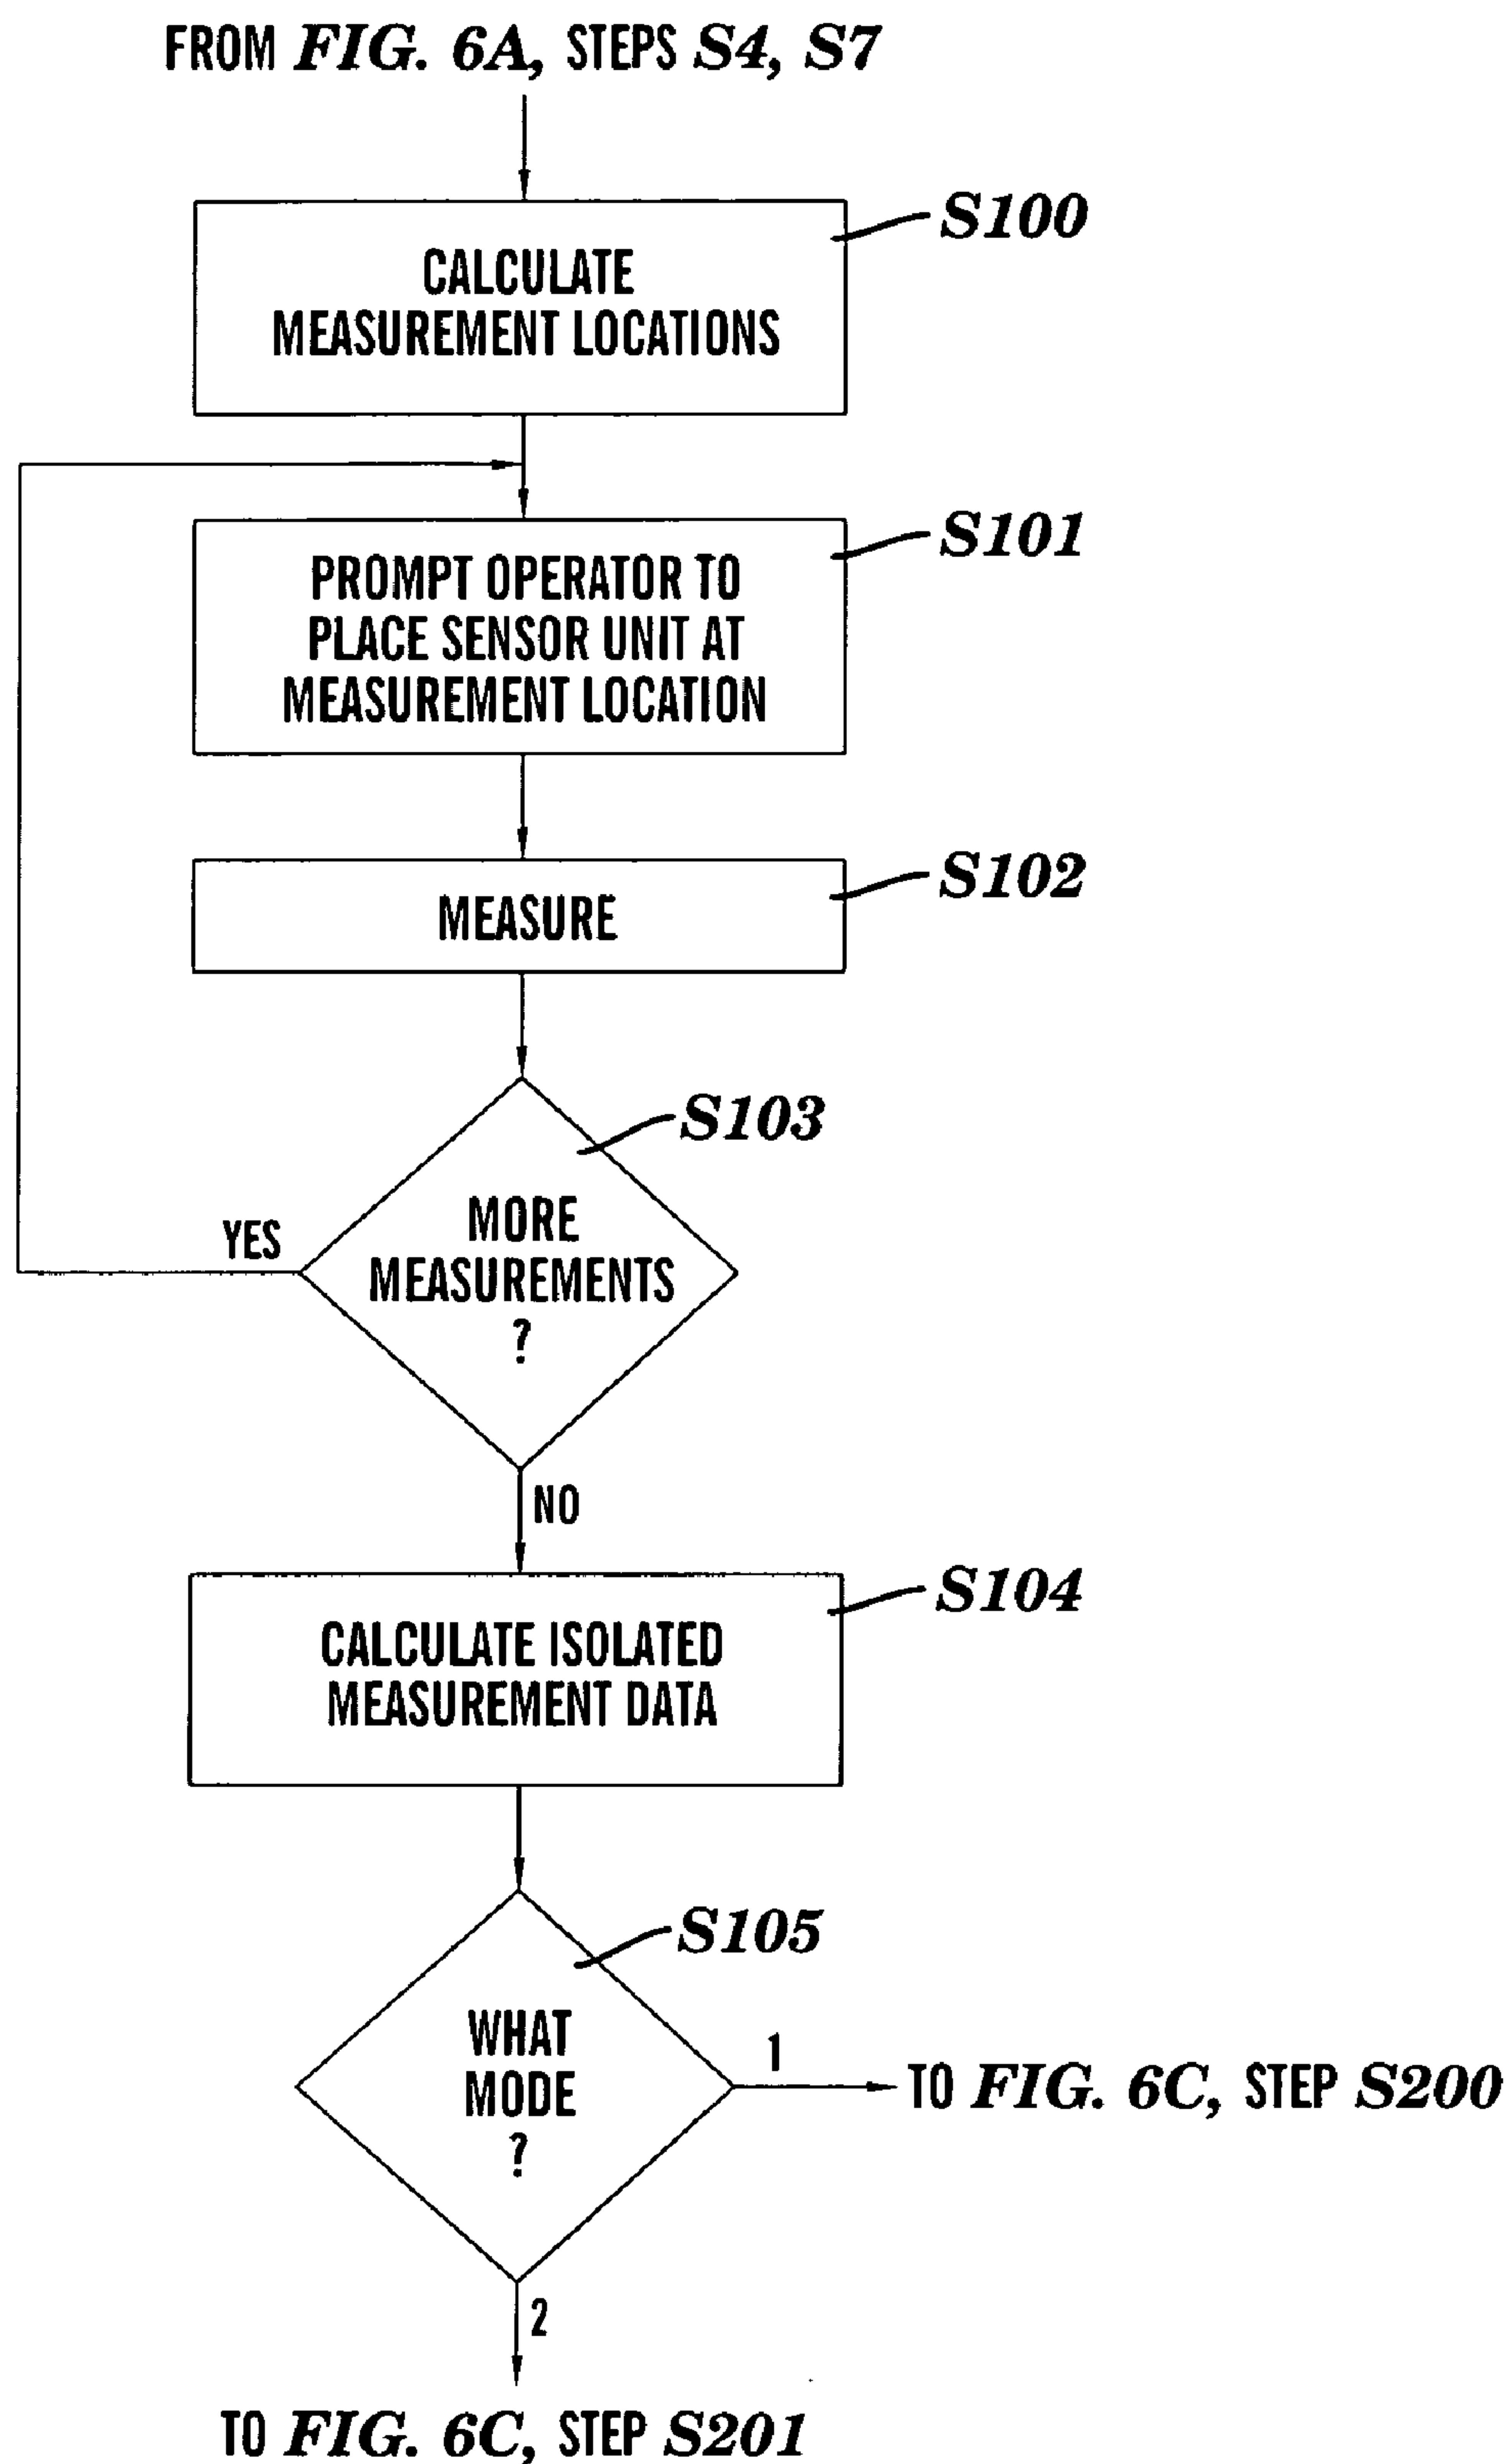 FROM FIG. 6A, STEPS S4, S7
S100
CALCULATE
MEASUREMENT LOCATIONS
S101
PROMPT OPERATOR TO
PLACE SENSOR UNIT AT
MEASUREMENT LOCATION
S102
MEASURE
S103
MORE
MEASUREMENTS
?
YES
NO
S104
CALCULATE ISOLATED
MEASUREMENT DATA
S105
WHAT
MODE
?
1
TO FIG. 6C, STEP S200
2
TO FIG. 6C, STEP S201